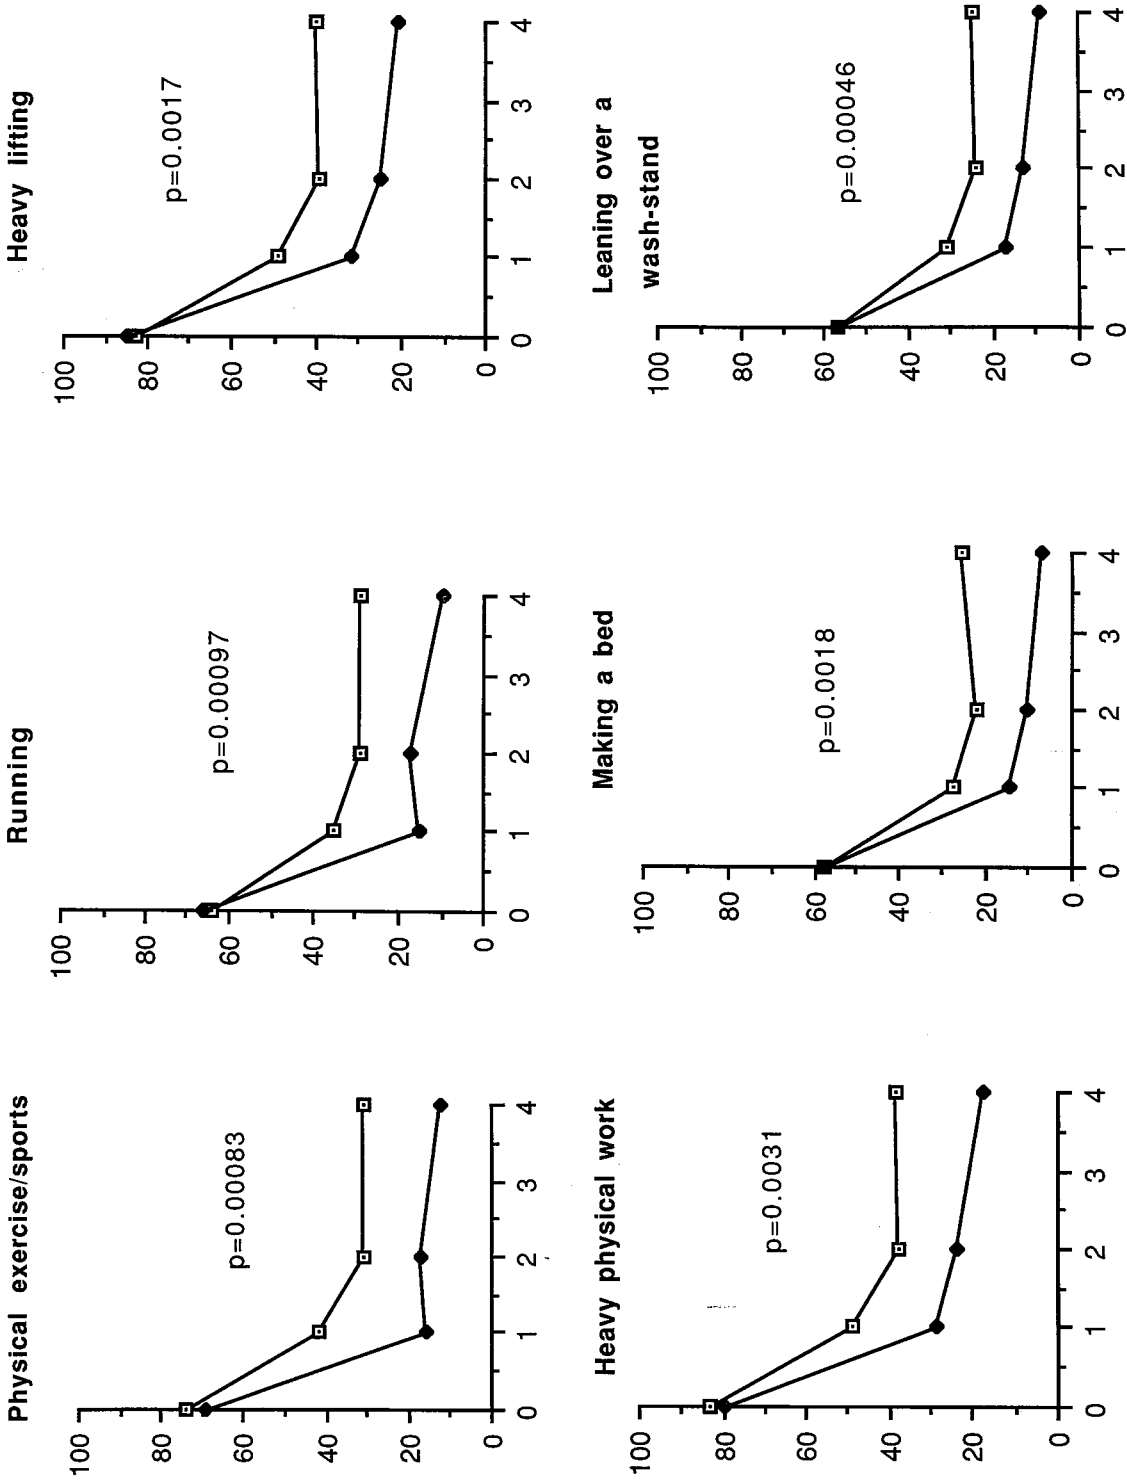 Physical exercise/sports
p=0.00083
100
80
60
40
20
0
0 1 2 3 4
Running
p=0.00097
100
80
60
40
20
0
0 1 2 3 4
Heavy lifting
p=0.0017
100
80
60
40
20
0
0 1 2 3 4
Heavy physical work
p=0.0031
100
80
60
40
20
0
0 1 2 3 4
Making a bed
p=0.0018
100
80
60
40
20
0
0 1 2 3 4
Leaning over a
wash-stand
p=0.00046
100
80
60
40
20
0
0 1 2 3 4